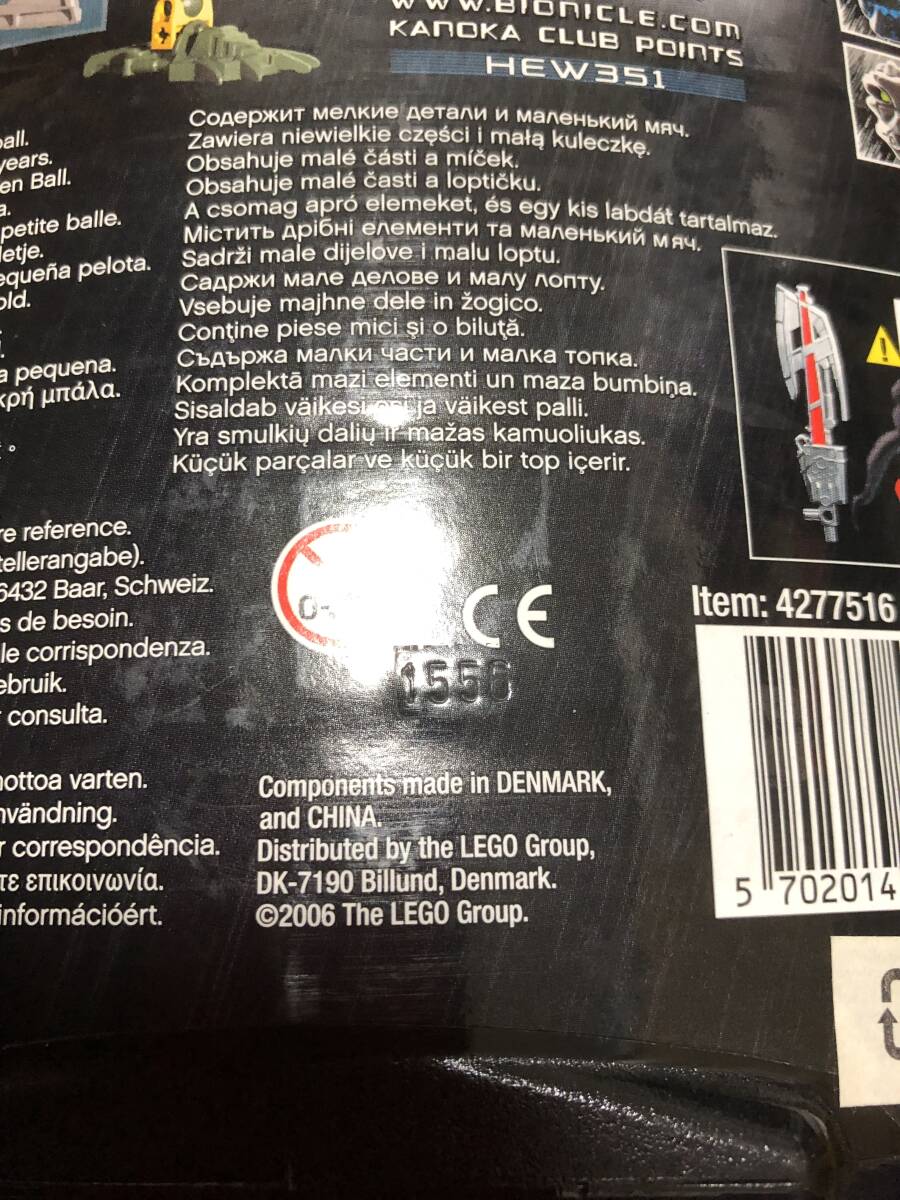 WWW.BIONICLE.COM
KANOKA CLUB POINTS
HEW351
ball.
years.
en Ball.
petite balle.
letje.
equeña pelota.
old.
a pequena.
κρή μπάλα.
Содержит мелкие детали и маленький мяч.
Zawiera niewielkie części i małą kuleczkę.
Obsahuje malé části a míček.
Obsahuje malé časti a loptičku.
A csomag apró elemeket, és egy kis labdát tartalmaz.
Містить дрібні елементи та маленький мяч.
Sadrži male dijelove i malu loptu.
Садржи мале делове и малу лопту.
Vsebuje majhne dele in žogico.
Conţine piese mici şi o biluţă.
Съдържа малки части и малка топка.
Komplektā mazi elementi un maza bumbiņa.
Sisaldab väikesi osi ja väikest palli.
Yra smulkių dalių ir mažas kamuoliukas.
Küçük parçalar ve küçük bir top içerir.
re reference.
tellerangabe).
6432 Baar, Schweiz.
s de besoin.
le corrispondenza.
ebruik.
r consulta.
nottoa varten.
nvändning.
r correspondência.
τε επικοινωνία.
információért.
0-
CE
1556
Components made in DENMARK,
and CHINA.
Distributed by the LEGO Group,
DK-7190 Billund, Denmark.
©2006 The LEGO Group.
Item: 4277516
5 702014